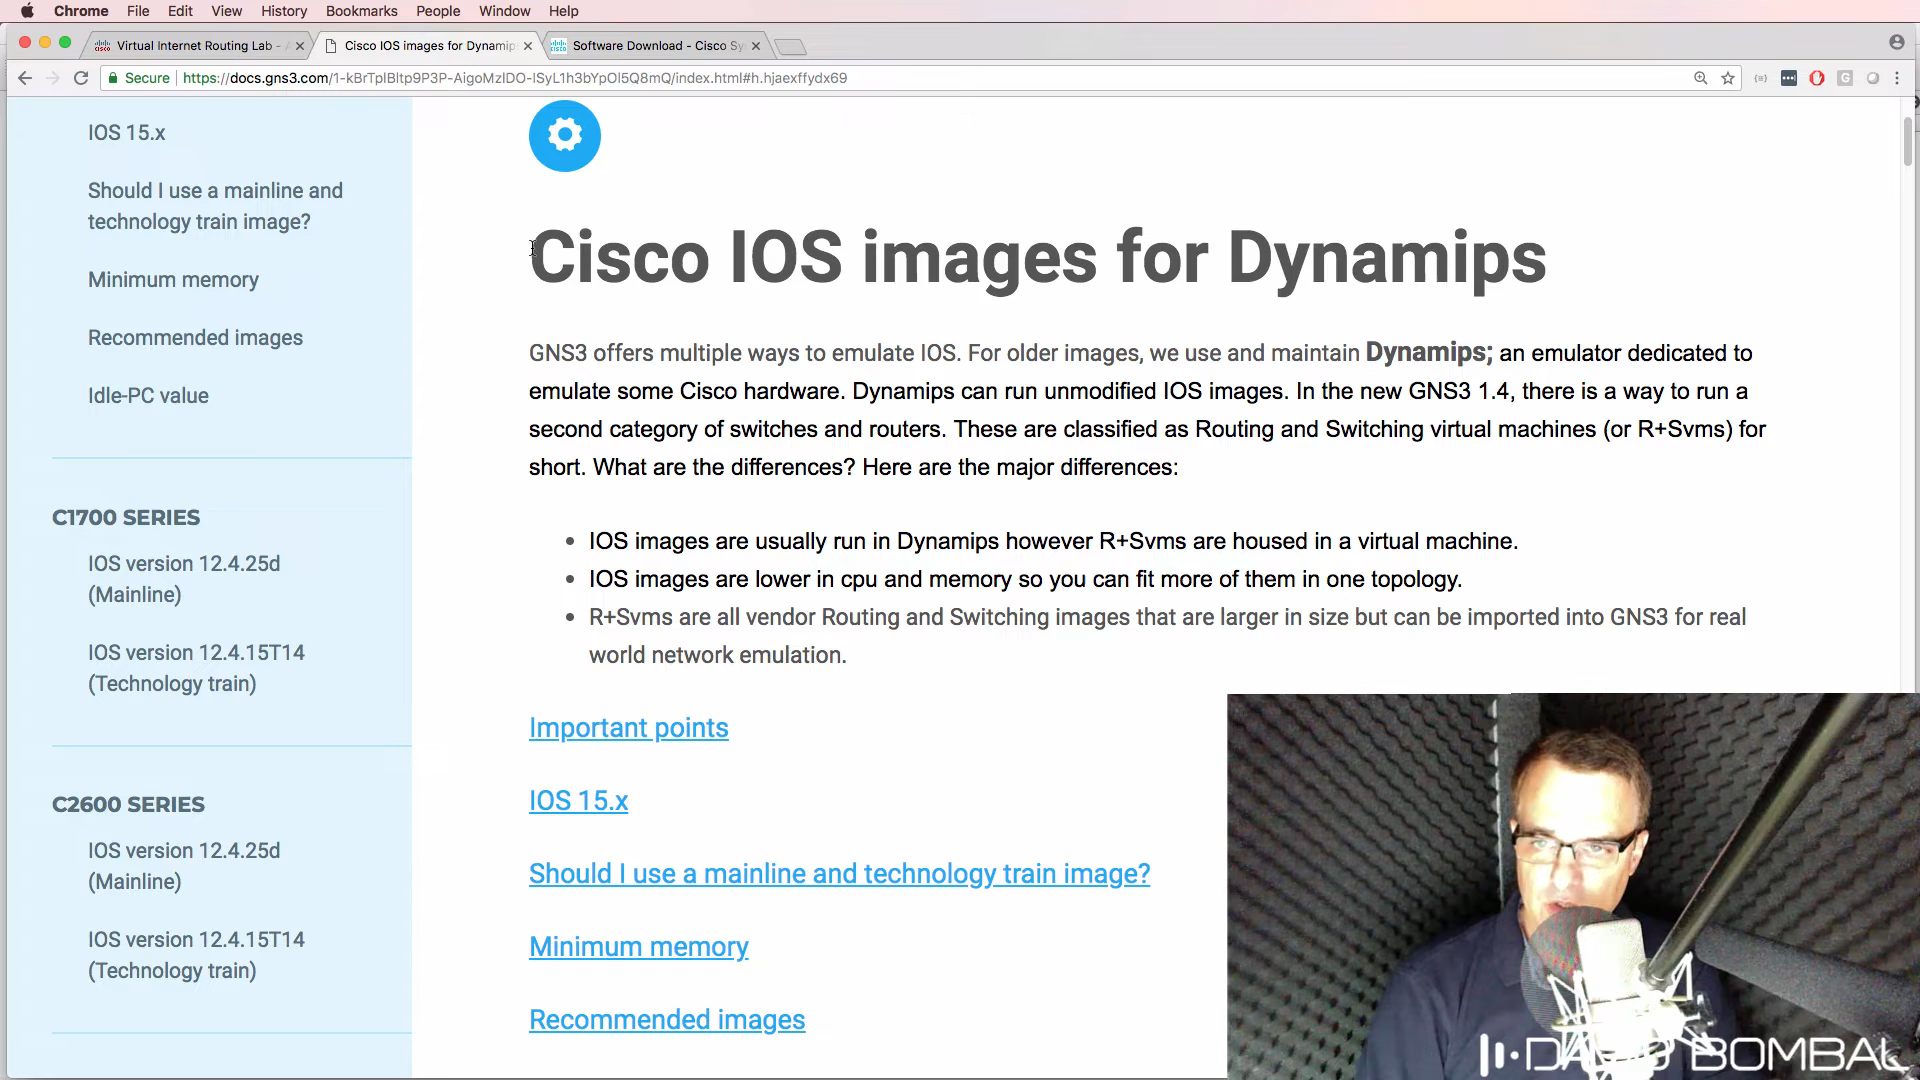 Chrome File Edit View History Bookmarks People Window Help
Virtual Internet Routing Lab - Cisco IOS images for Dynamip Software Download - Cisco Sy
Secure https://docs.gns3.com/1-kBrTplBltp9P3P-AigoMzlDO-lSyL1h3bYpOl5Q8mQ/index.html#h.hjaexffydx69
IOS 15.x
Should I use a mainline and
technology train image?
Minimum memory
Recommended images
Idle-PC value
C1700 SERIES
IOS version 12.4.25d
(Mainline)
IOS version 12.4.15T14
(Technology train)
C2600 SERIES
IOS version 12.4.25d
(Mainline)
IOS version 12.4.15T14
(Technology train)
Cisco IOS images for Dynamips
GNS3 offers multiple ways to emulate IOS. For older images, we use and maintain Dynamips; an emulator dedicated to
emulate some Cisco hardware. Dynamips can run unmodified IOS images. In the new GNS3 1.4, there is a way to run a
second category of switches and routers. These are classified as Routing and Switching virtual machines (or R+Svms) for
short. What are the differences? Here are the major differences:
• IOS images are usually run in Dynamips however R+Svms are housed in a virtual machine.
• IOS images are lower in cpu and memory so you can fit more of them in one topology.
• R+Svms are all vendor Routing and Switching images that are larger in size but can be imported into GNS3 for real
world network emulation.
Important points
IOS 15.x
Should I use a mainline and technology train image?
Minimum memory
Recommended images
DAVID BOMBAL